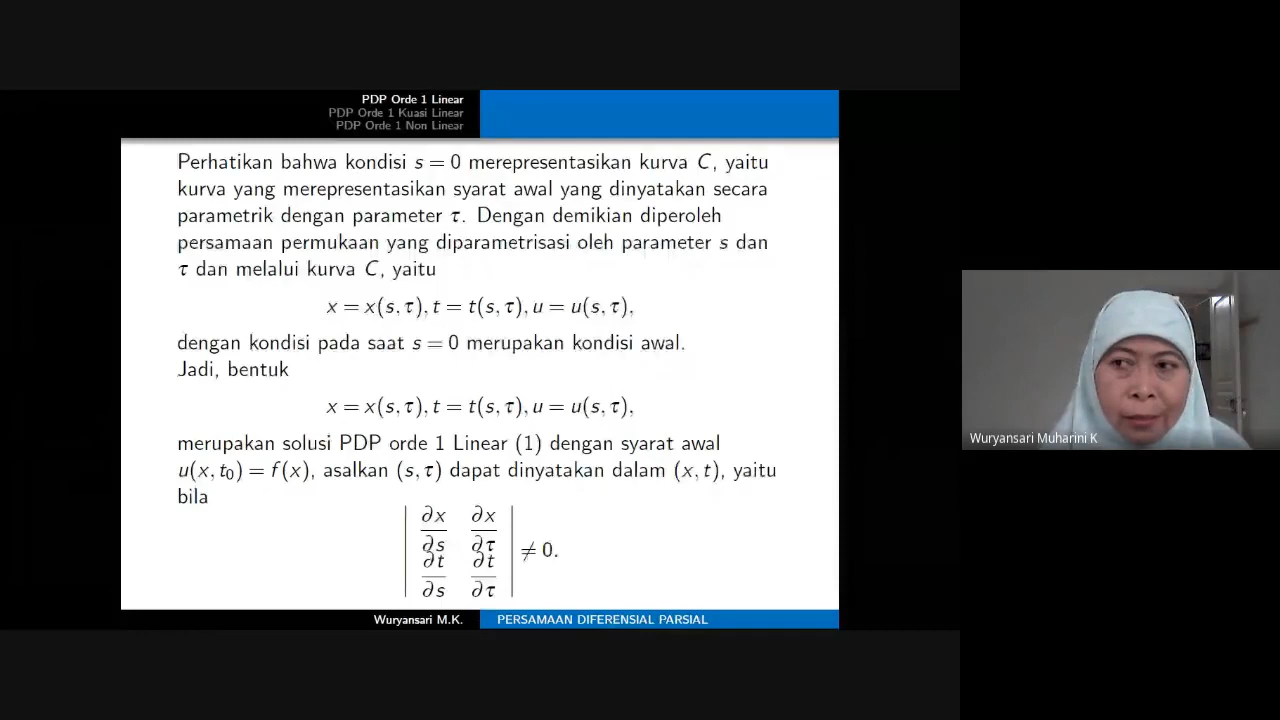 PDP Orde 1 Linear
PDP Orde 1 Kuasi Linear
PDP Orde 1 Non Linear
Perhatikan bahwa kondisi s = 0 merepresentasikan kurva C, yaitu
kurva yang merepresentasikan syarat awal yang dinyatakan secara
parametrik dengan parameter τ. Dengan demikian diperoleh
persamaan permukaan yang diparametrisasi oleh parameter s dan
τ dan melalui kurva C, yaitu
x = x(s, τ), t = t(s, τ), u = u(s, τ),
dengan kondisi pada saat s = 0 merupakan kondisi awal.
Jadi, bentuk
x = x(s, τ), t = t(s, τ), u = u(s, τ),
merupakan solusi PDP orde 1 Linear (1) dengan syarat awal
u(x, t₀) = f(x), asalkan (s, τ) dapat dinyatakan dalam (x, t), yaitu
bila
| ∂x/∂s ∂x/∂τ |
| ∂t/∂s ∂t/∂τ | ≠ 0.
Wuryansari M.K. PERSAMAAN DIFERENSIAL PARSIAL
Wuryansari Muharini K